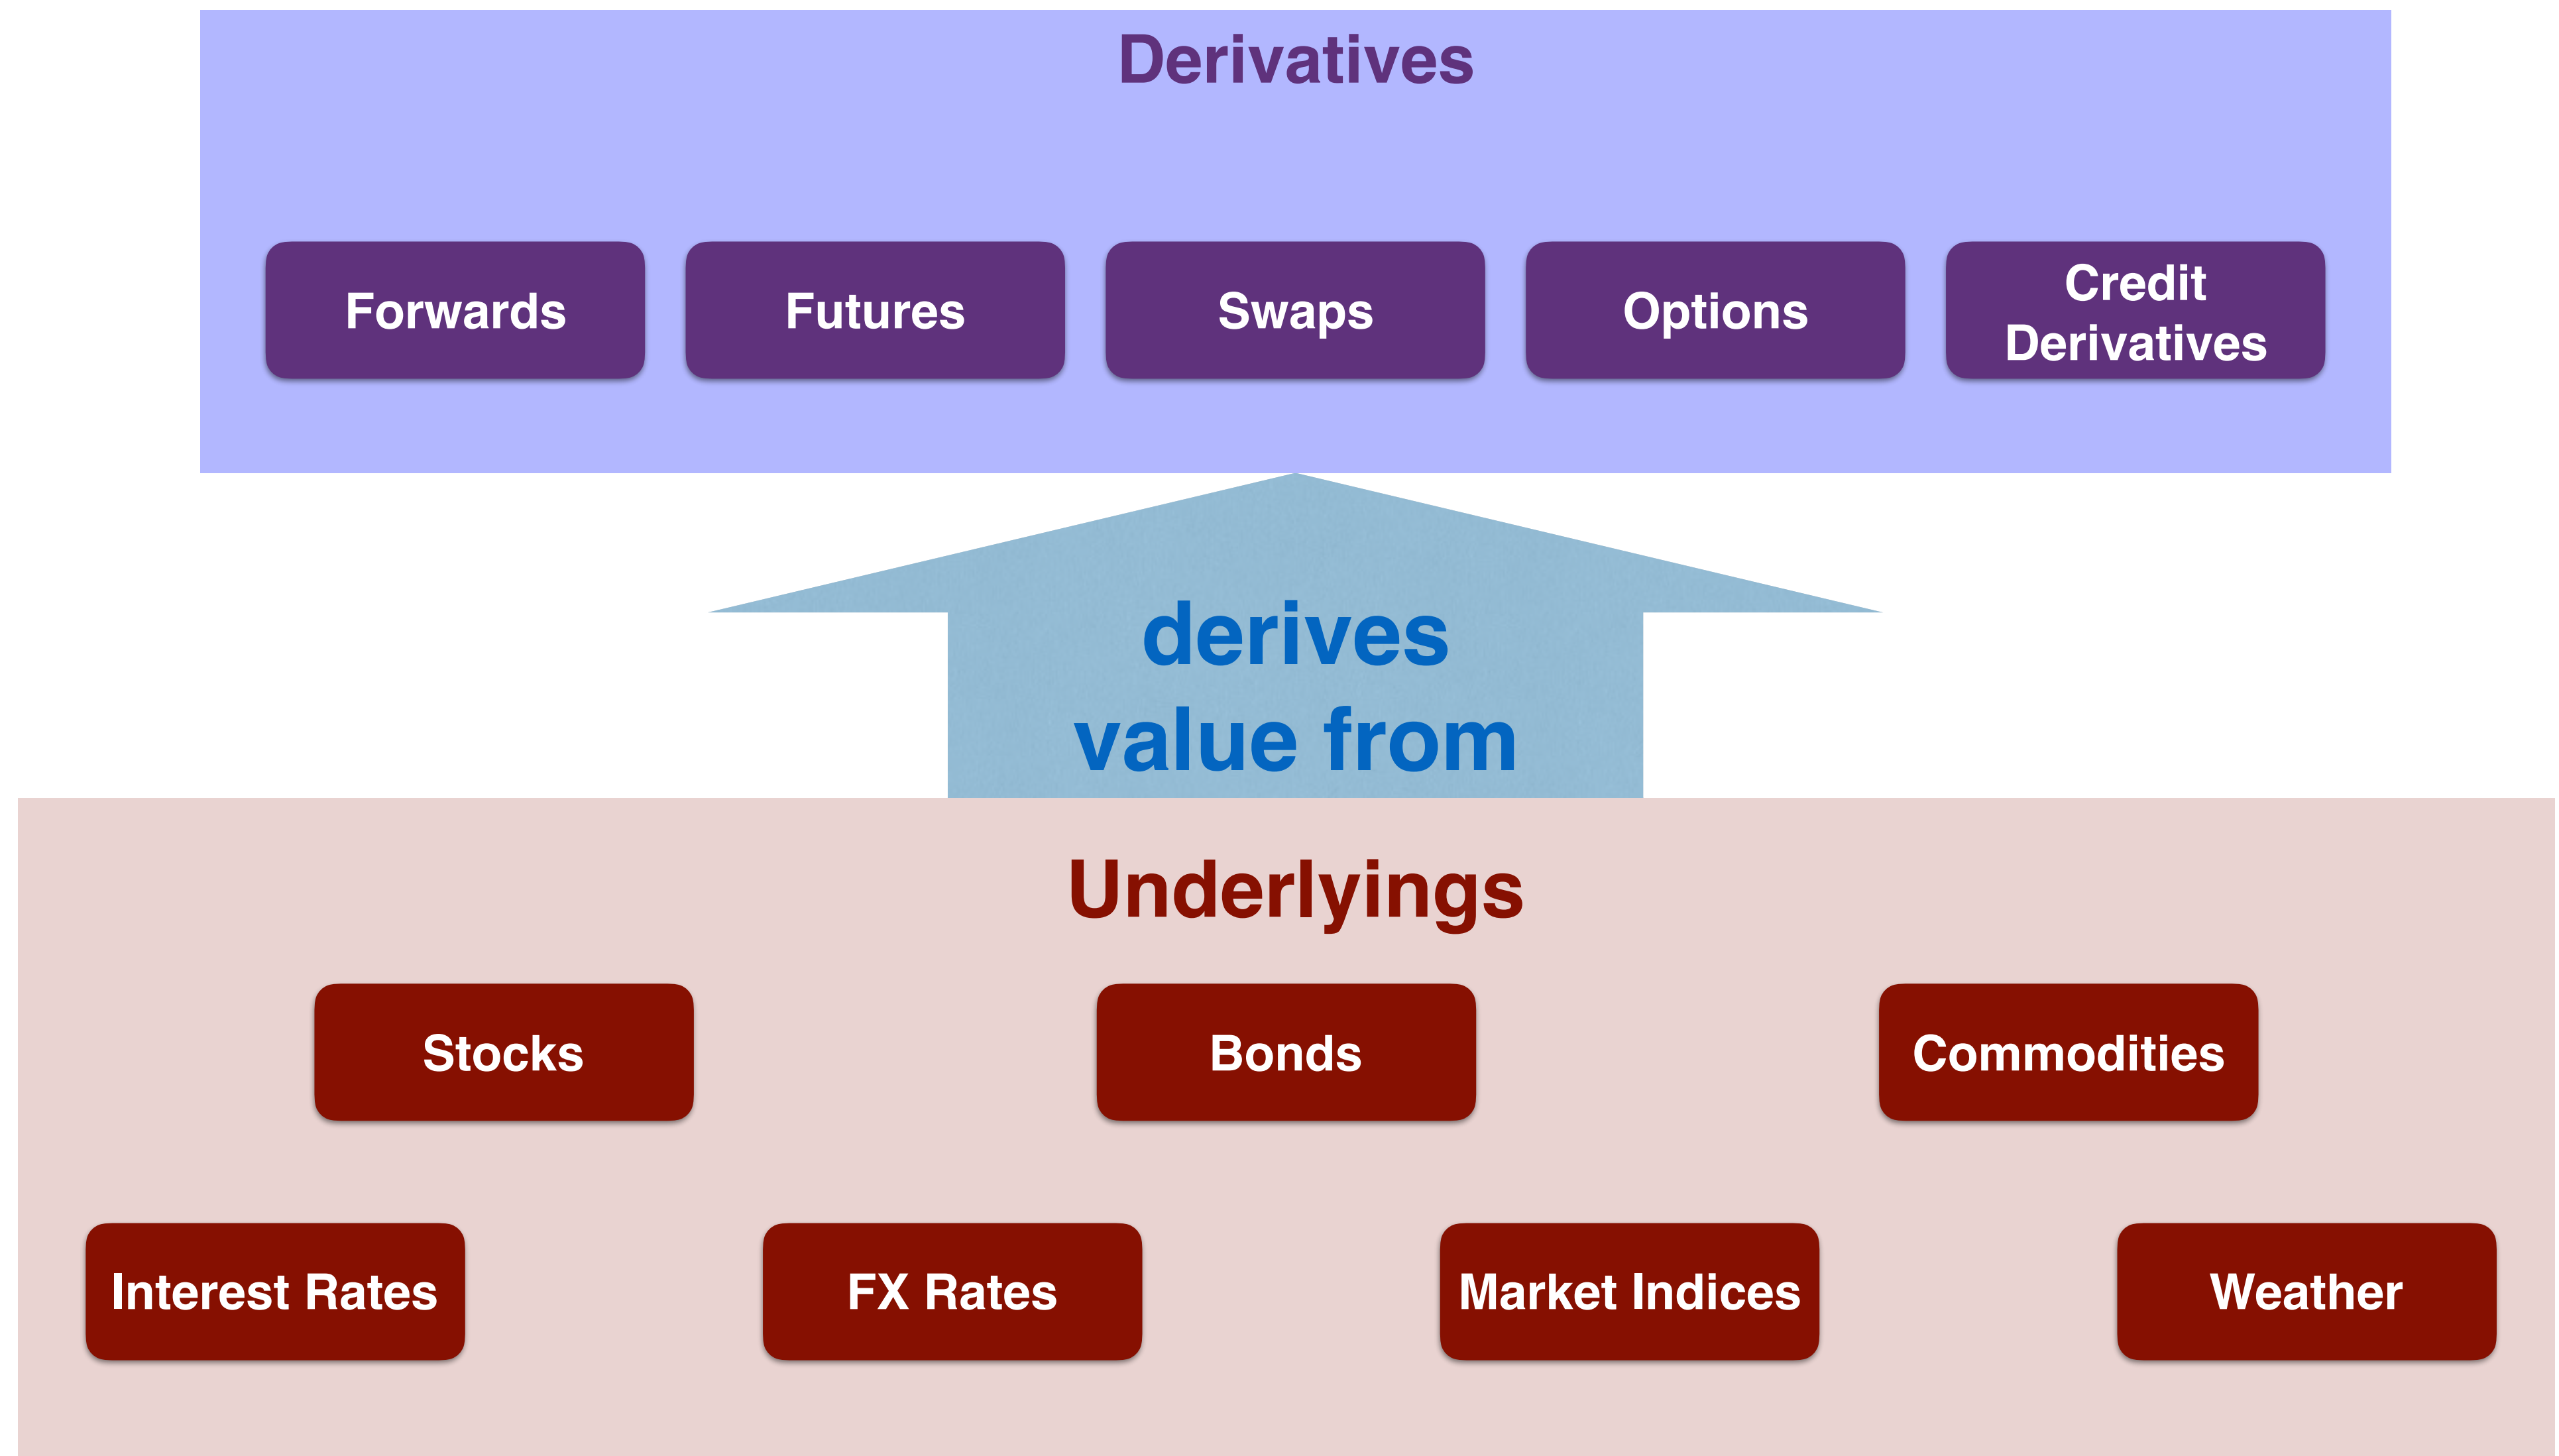 Derivatives
Forwards
Futures
Swaps
Options
Credit
Derivatives
derives
value from
Underlyings
Stocks
Bonds
Commodities
Interest Rates
FX Rates
Market Indices
Weather